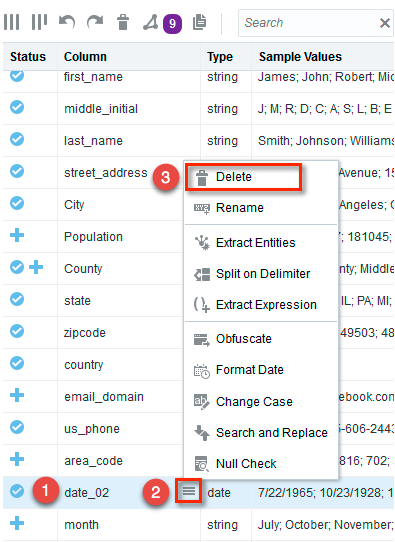 9 Search
Status Column Type Sample Values
first_name string James; John; Robert; Mic
middle_initial string J; M; R; D; C; A; S; L; B; E
last_name string Smith; Johnson; Williams
street_address Avenue; 15
City Angeles; C
Population 7; 181045;
County nty; Middle
state IL; PA; MI;
zipcode 49503; 48
country
email_domain ebook.com
us_phone 5-606-244
area_code 816; 702;
date_02 date 7/22/1965; 10/23/1928; 1
month string July; October; November;
3 Delete
Rename
Extract Entities
Split on Delimiter
Extract Expression
Obfuscate
Format Date
Change Case
Search and Replace
Null Check
1
2